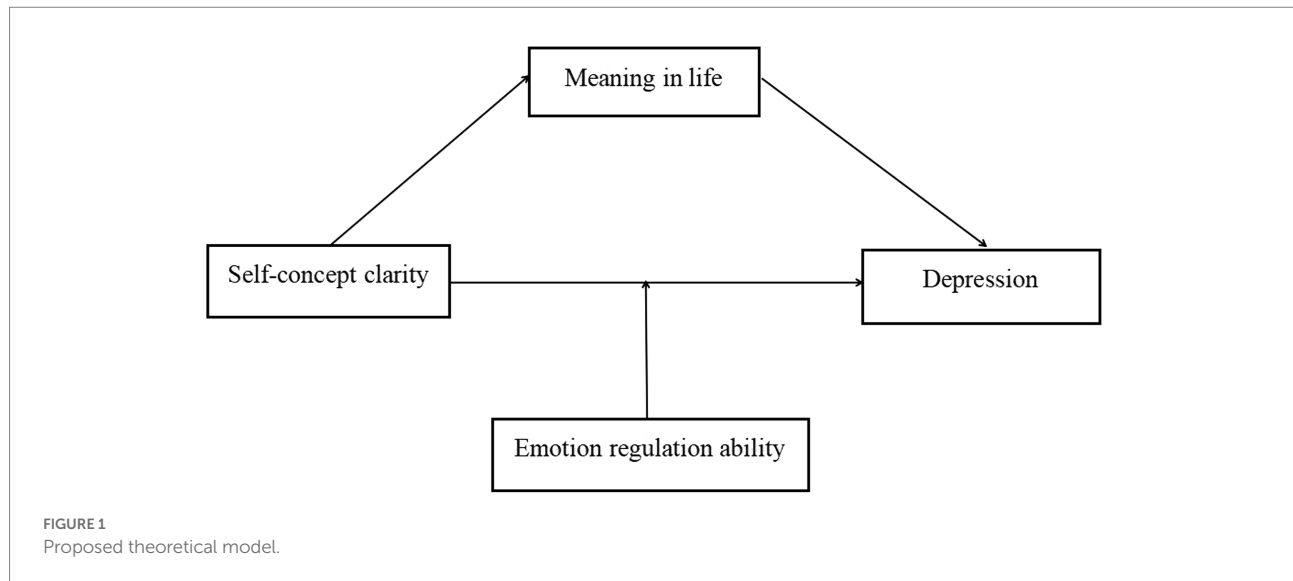 Meaning in life
Self-concept clarity
Depression
Emotion regulation ability
FIGURE 1
Proposed theoretical model.